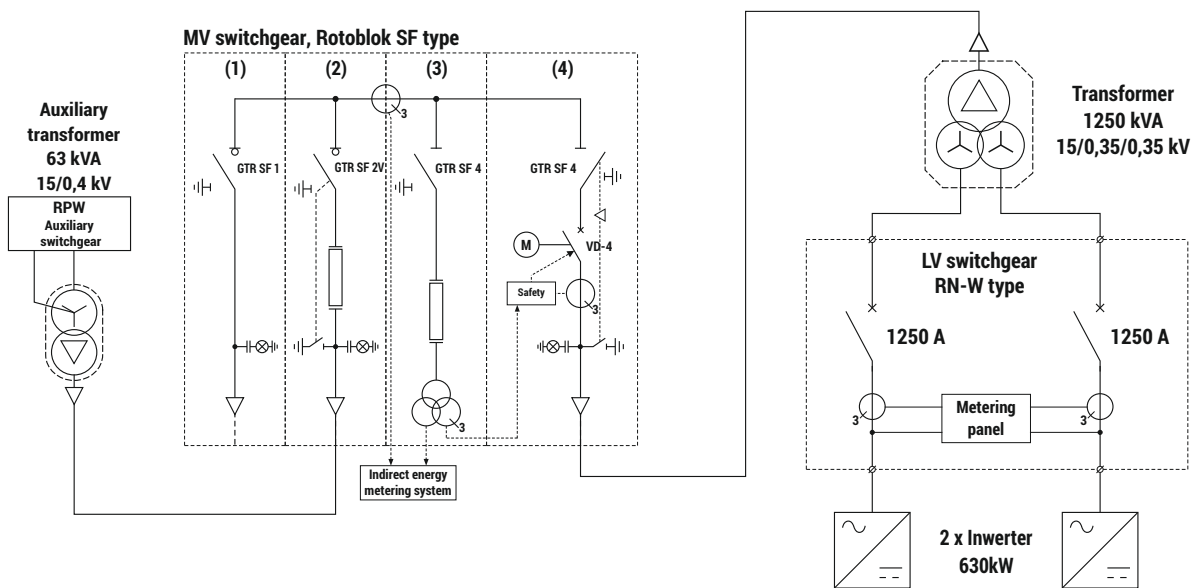 MV switchgear, Rotoblok SF type
(1)
(2)
(3)
(4)
3
GTR SF 1
GTR SF 2V
GTR SF 4
GTR SF 4
M
VD-4
Safety
3
3
Indirect energy
metering system
Auxiliary
transformer
63 kVA
15/0,4 kV
RPW
Auxiliary
switchgear
Transformer
1250 kVA
15/0,35/0,35 kV
LV switchgear
RN-W type
1250 A
1250 A
3
Metering
panel
3
2 x Inwerter
630kW